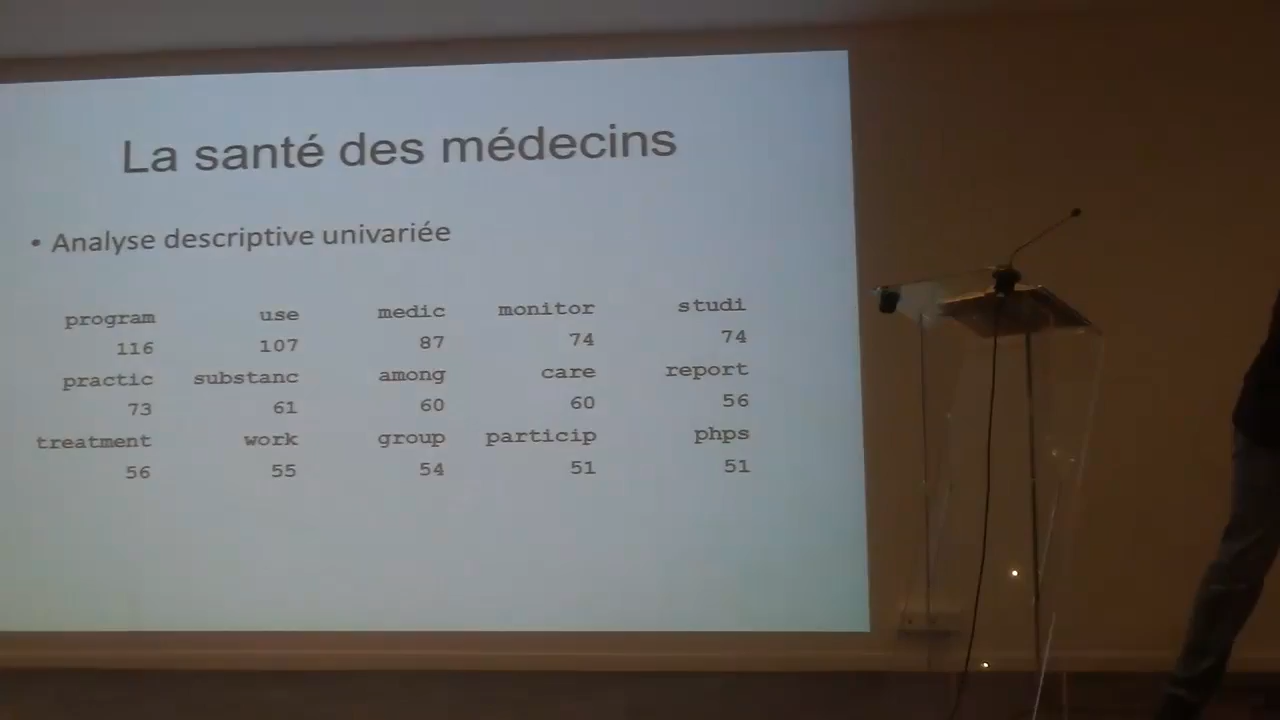 La santé des médecins
• Analyse descriptive univariée
program use medic monitor studi
116 107 87 74 74
practic substanc among care report
73 61 60 60 56
treatment work group particip phps
56 55 54 51 51